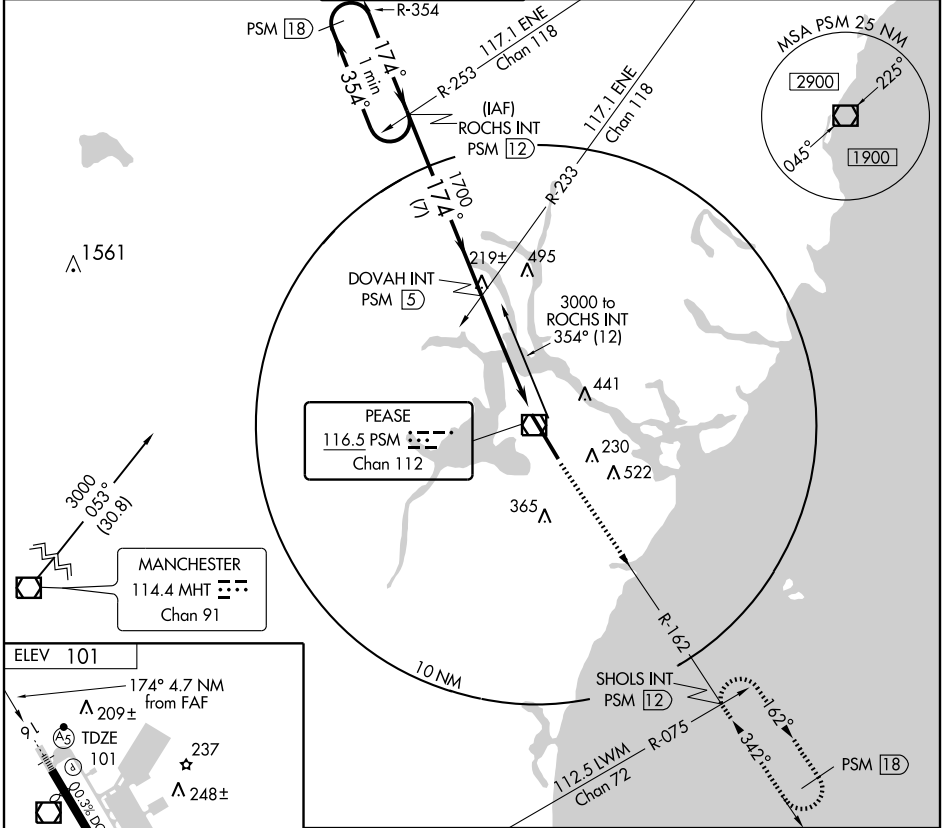 R-354
PSM 18
174°
1 min
354°
R-253
117.1 ENE
Chan 118
(IAF)
ROCHS INT
PSM 12
117.1 ENE
Chan 118
R-233
MSA PSM 25 NM
2900
225°
045°
1900
1700
174°
(7)
1561
219±
495
DOVAH INT
PSM 5
3000 to
ROCHS INT
354° (12)
441
PEASE
116.5 PSM
Chan 112
230
522
365
3000
053°
(30.8)
MANCHESTER
114.4 MHT
Chan 91
R-162
10 NM
SHOLS INT
PSM 12
112.5 LWM
Chan 72
R-075
162°
342°
PSM 18
ELEV 101
174° 4.7 NM
from FAF
209±
16
A5
TDZE
101
237
248±
P
00.3%